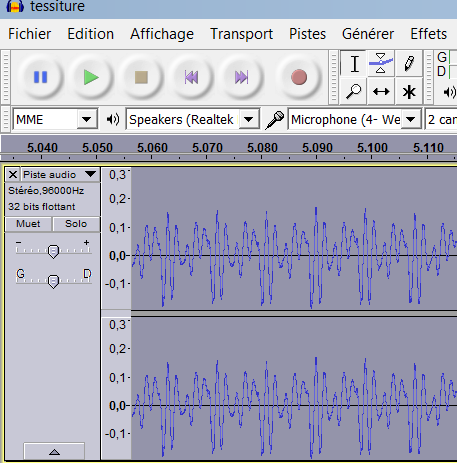 tessiture
Fichier Edition Affichage Transport Pistes Générer Effets
G
D
MME Speakers (Realtek Microphone (4- We 2 can
5.040 5.050 5.060 5.070 5.080 5.090 5.100 5.110
Piste audio
Stéréo,96000Hz
32 bits flottant
Muet Solo
- +
G D
0,3
0,2
0,1
0,0
-0,1
0,3
0,2
0,1
0,0
-0,1